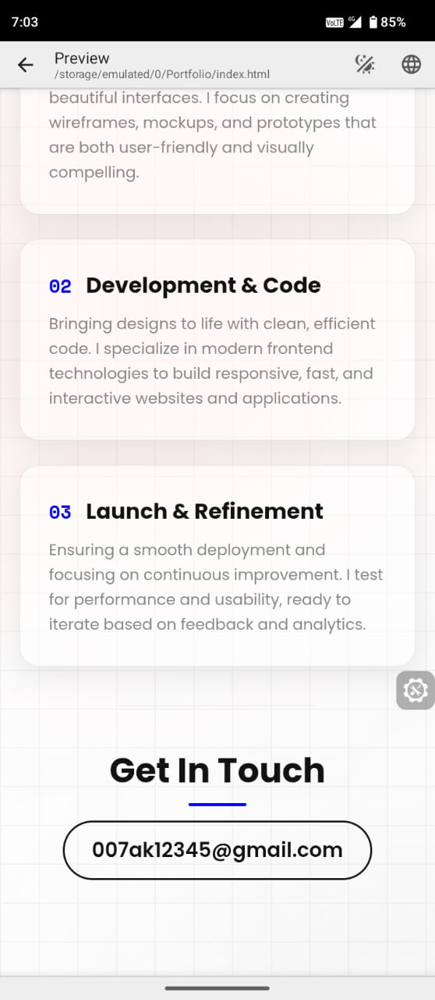 7:03
VoLTE 4G 85%
Preview
/storage/emulated/0/Portfolio/index.html
beautiful interfaces. I focus on creating
wireframes, mockups, and prototypes that
are both user-friendly and visually
compelling.
02 Development & Code
Bringing designs to life with clean, efficient
code. I specialize in modern frontend
technologies to build responsive, fast, and
interactive websites and applications.
03 Launch & Refinement
Ensuring a smooth deployment and
focusing on continuous improvement. I test
for performance and usability, ready to
iterate based on feedback and analytics.
Get In Touch
007ak12345@gmail.com